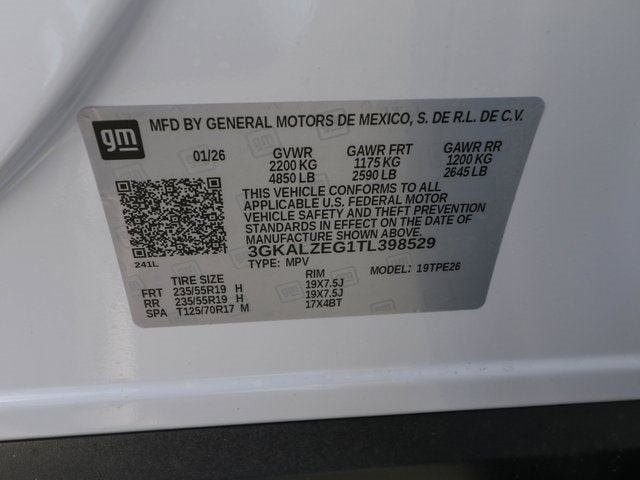 gm
MFD BY GENERAL MOTORS DE MEXICO, S. DE R.L. DE C.V.
01/26 GVWR GAWR FRT GAWR RR
2200 KG 1175 KG 1200 KG
4850 LB 2590 LB 2645 LB
THIS VEHICLE CONFORMS TO ALL
APPLICABLE U.S. FEDERAL MOTOR
VEHICLE SAFETY AND THEFT PREVENTION
STANDARDS IN EFFECT ON THE DATE OF
MANUFACTURE SHOWN ABOVE.
3GKALZEG1TL398529
241L
TYPE: MPV MODEL: 19TPE26
TIRE SIZE RIM
FRT 235/55R19 H 19X7.5J
RR 235/55R19 H 19X7.5J
SPA T125/70R17 M 17X4BT